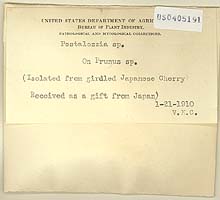 US0405191
UNITED STATES DEPARTMENT OF AGRI
BUREAU OF PLANT INDUSTRY,
PATHOLOGICAL AND MYCOLOGICAL COLLECTIONS.
Pestalozzia sp.
On Prunus sp.
(Isolated from girdled Japanese Cherry
Received as a gift from Japan)
1-21-1910
V.K.C.